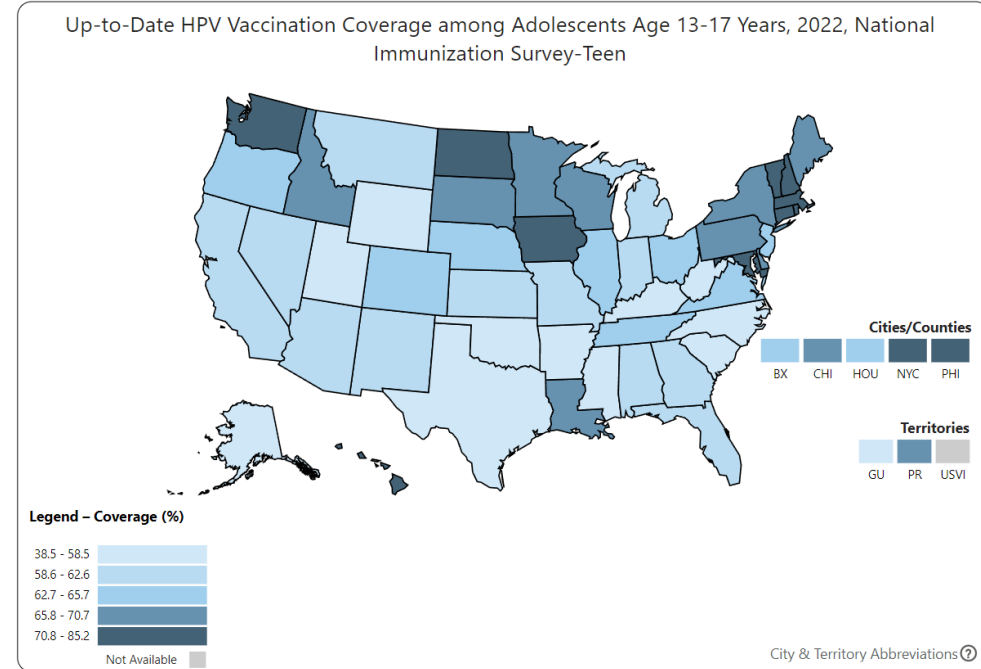 Up-to-Date HPV Vaccination Coverage among Adolescents Age 13-17 Years, 2022, National
Immunization Survey-Teen
Cities/Counties
BX CHI HOU NYC PHI
Territories
GU PR USVI
Legend – Coverage (%)
38.5 - 58.5
58.6 - 62.6
62.7 - 65.7
65.8 - 70.7
70.8 - 85.2
Not Available
City & Territory Abbreviations ?